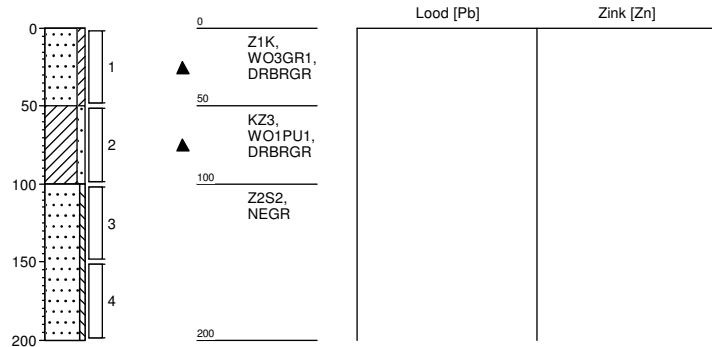 Lood [Pb]
Zink [Zn]
0
50
100
150
200
1
2
3
4
0
Z1K,
WO3GR1,
DRBRGR
50
KZ3,
WO1PU1,
DRBRGR
100
Z2S2,
NEGR
200